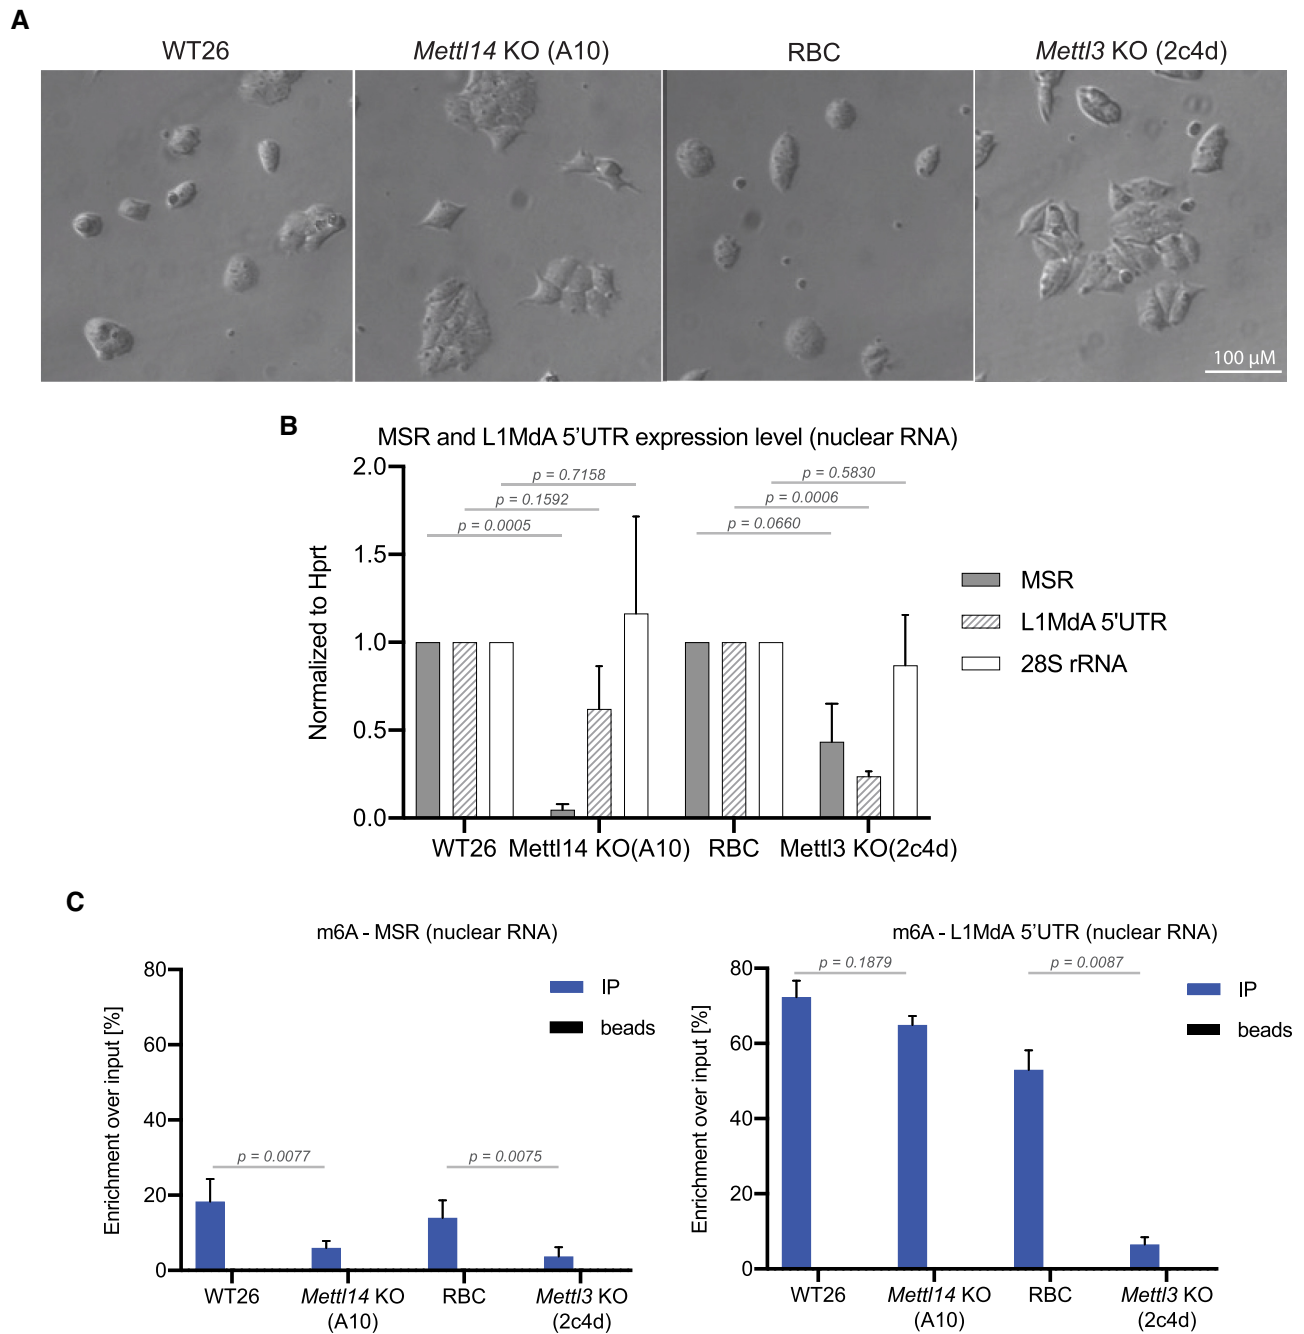 A
WT26
Mettl14 KO (A10)
RBC
Mettl3 KO (2c4d)
100 µM
B
MSR and L1MdA 5’UTR expression level (nuclear RNA)
Normalized to Hprt
2.0
1.5
1.0
0.5
0.0
p = 0.7158
p = 0.1592
p = 0.0005
p = 0.5830
p = 0.0006
p = 0.0660
MSR
L1MdA 5'UTR
28S rRNA
WT26
Mettl14 KO(A10)
RBC
Mettl3 KO(2c4d)
C
m6A - MSR (nuclear RNA)
Enrichment over input [%]
80
60
40
20
0
IP
beads
p = 0.0077
p = 0.0075
WT26
Mettl14 KO
(A10)
RBC
Mettl3 KO
(2c4d)
m6A - L1MdA 5’UTR (nuclear RNA)
Enrichment over input [%]
80
60
40
20
0
p = 0.1879
p = 0.0087
IP
beads
WT26
Mettl14 KO
(A10)
RBC
Mettl3 KO
(2c4d)